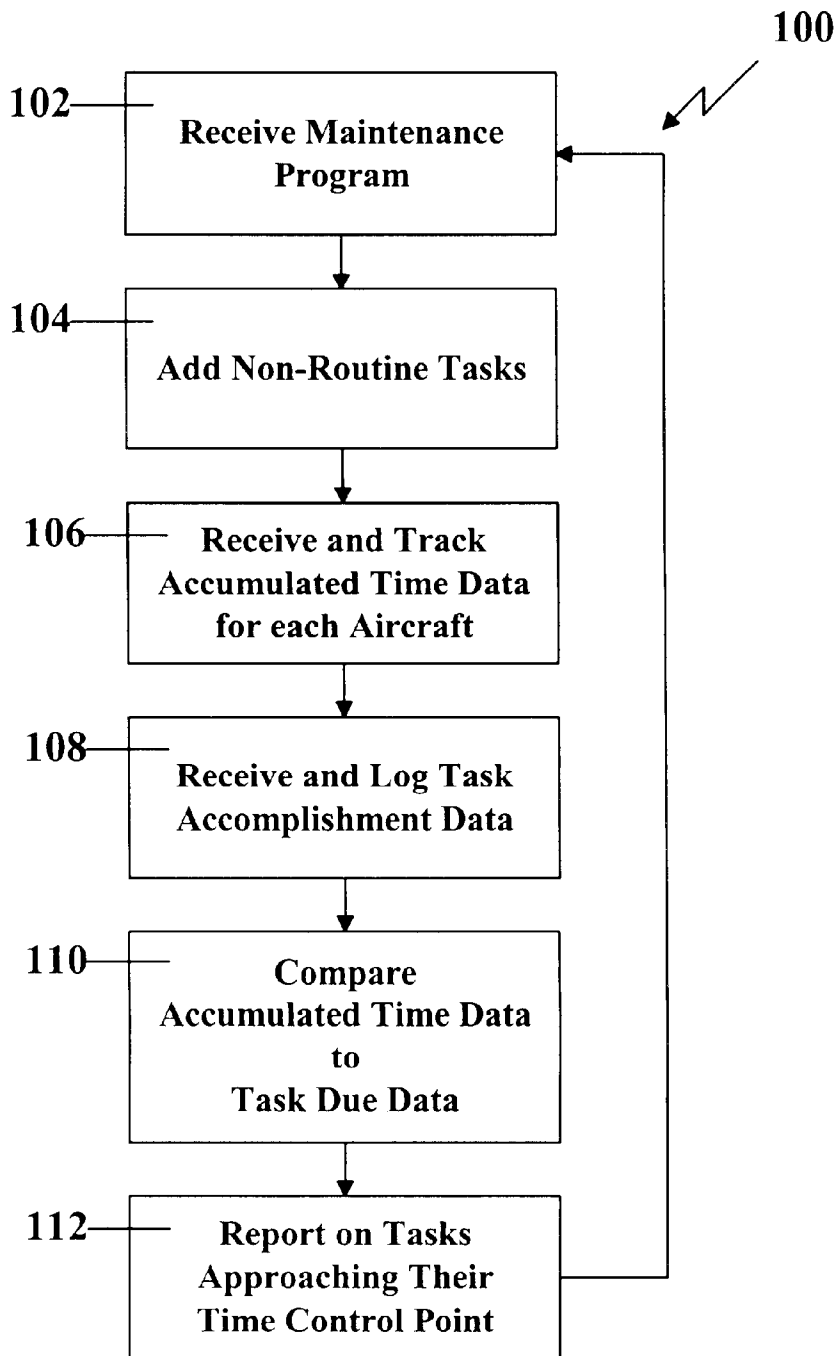 100
102
Receive Maintenance
Program
104
Add Non-Routine Tasks
106
Receive and Track
Accumulated Time Data
for each Aircraft
108
Receive and Log Task
Accomplishment Data
110
Compare
Accumulated Time Data
to
Task Due Data
112
Report on Tasks
Approaching Their
Time Control Point